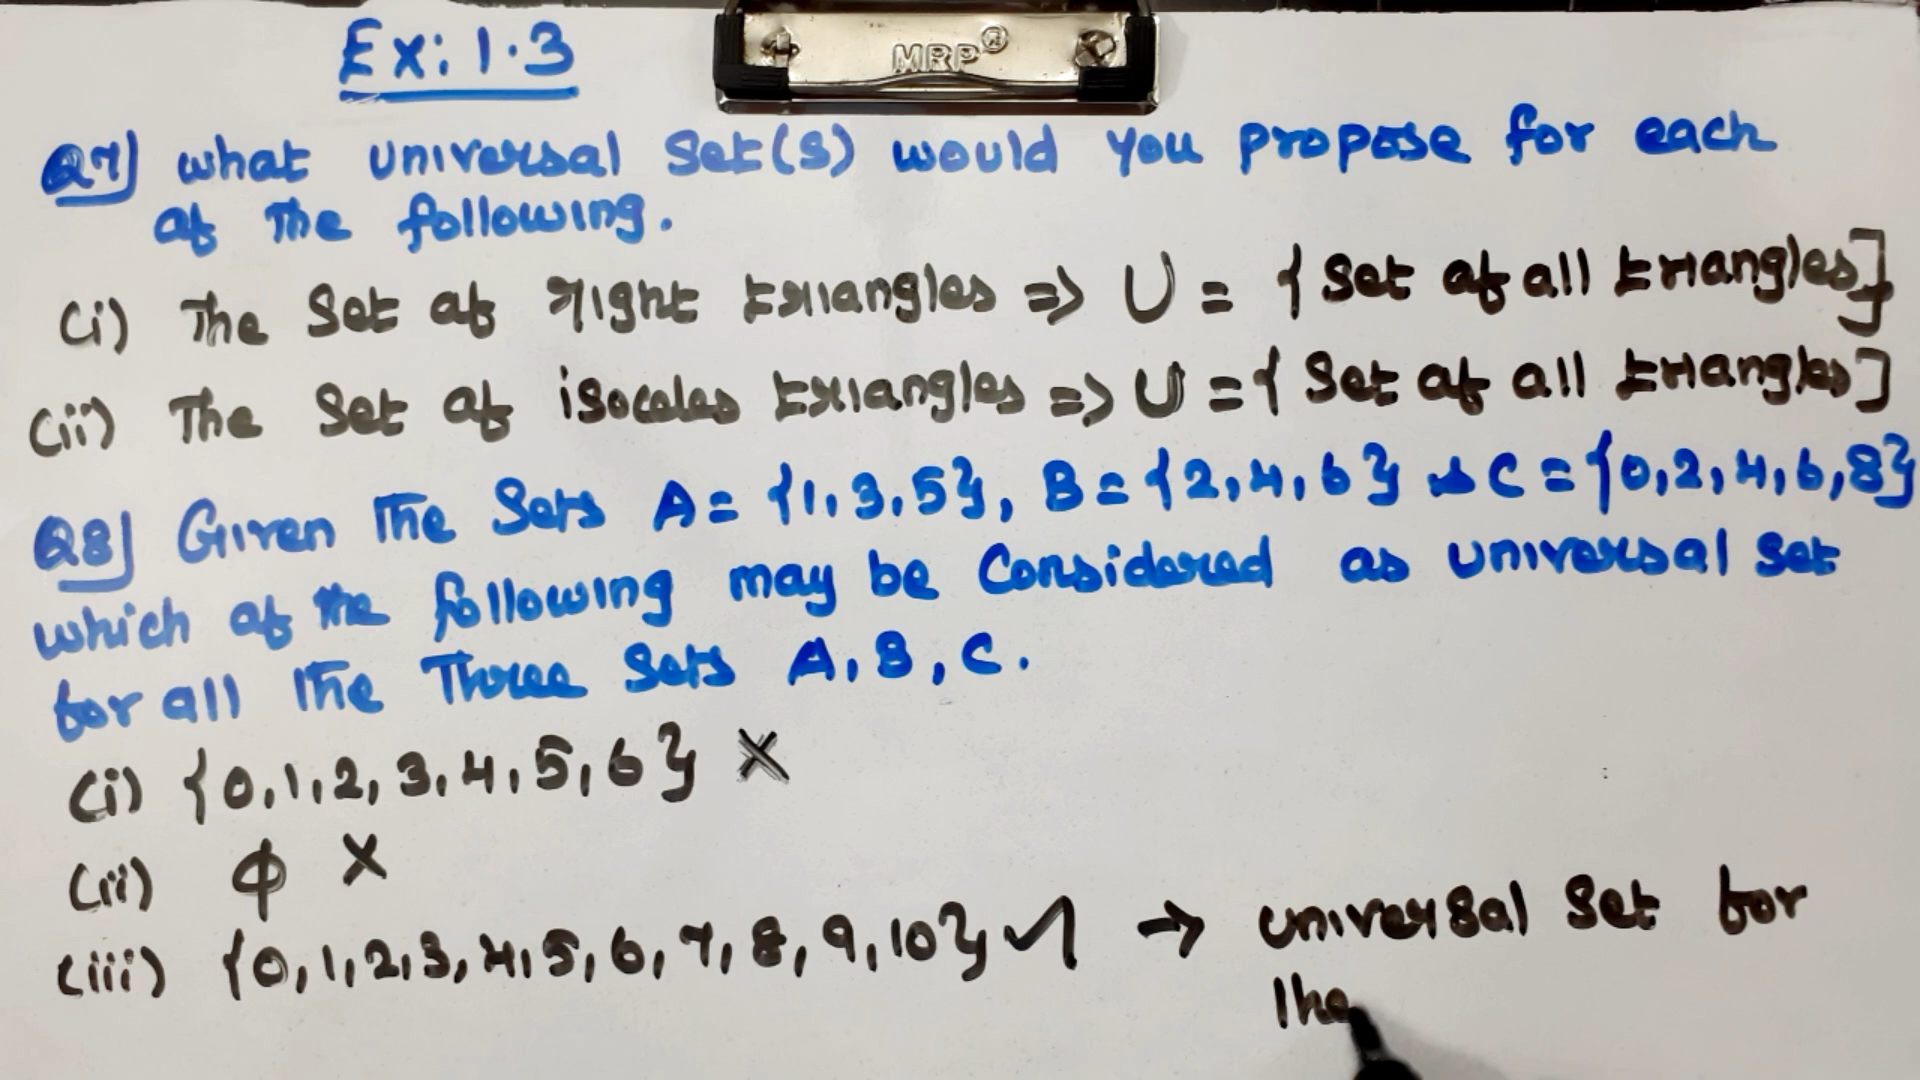 Ex: 1.3
MRP®
Q7] what universal set(s) would you propose for each
of the following.
(i) The set of right triangles => U = {set of all triangles}
(ii) The set of isoceles triangles => U = {set of all triangles}
Q8] Given the sets A = {1,3,5}, B = {2,4,6} & C = {0,2,4,6,8}
which of the following may be considered as universal set
for all the three sets A, B, C.
(i) {0,1,2,3,4,5,6} ×
(ii) ϕ ×
(iii) {0,1,2,3,4,5,6,7,8,9,10} ✓ → universal set for
the